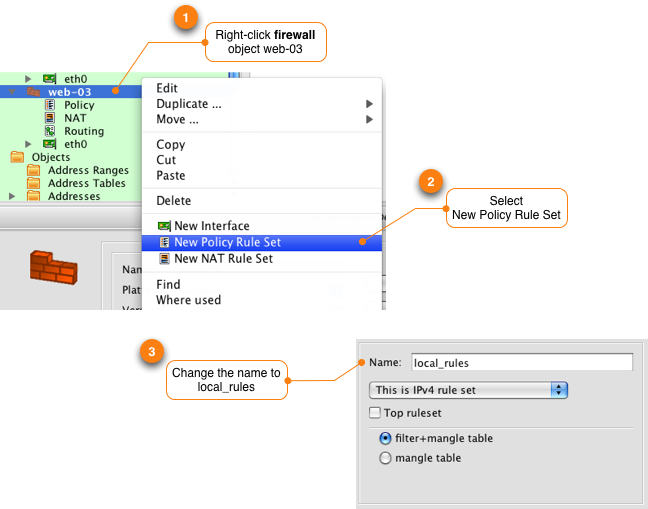 1
Right-click firewall
object web-03
eth0
web-03
Policy
NAT
Routing
eth0
Objects
Address Ranges
Address Tables
Addresses
Edit
Duplicate ...
Move ...
Copy
Cut
Paste
Delete
New Interface
New Policy Rule Set
New NAT Rule Set
Find
Where used
2
Select
New Policy Rule Set
3
Change the name to
local_rules
Name: local_rules
This is IPv4 rule set
Top ruleset
filter+mangle table
mangle table